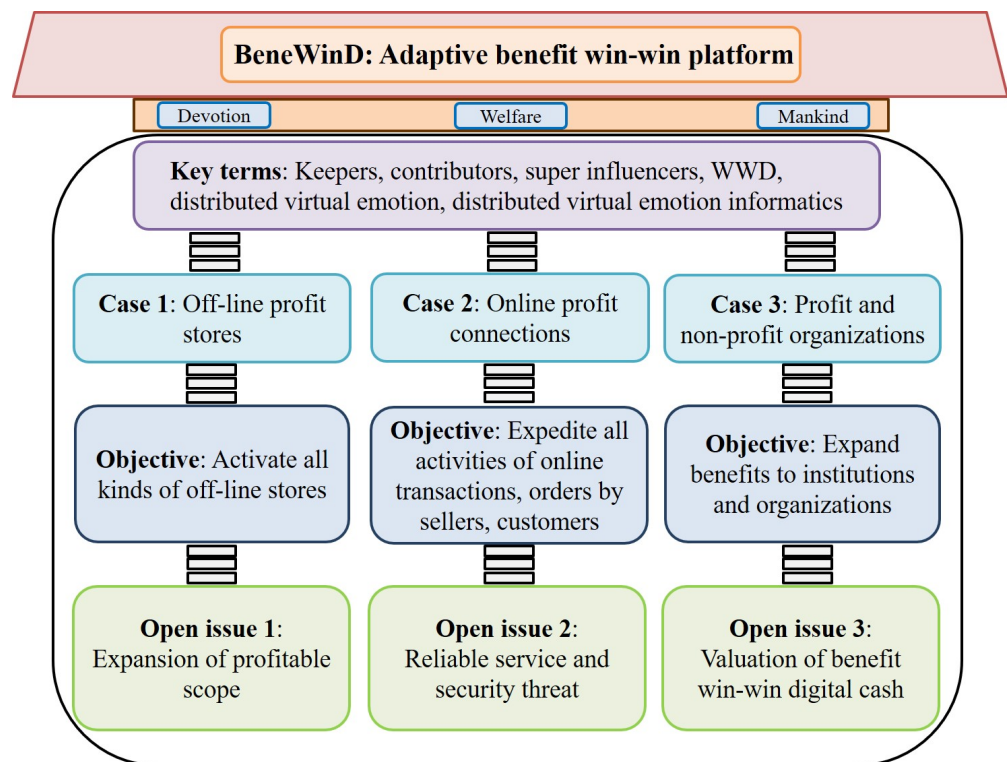 BeneWinD: Adaptive benefit win-win platform
Devotion
Welfare
Mankind
Key terms: Keepers, contributors, super influencers, WWD,
distributed virtual emotion, distributed virtual emotion informatics
Case 1: Off-line profit
stores
Case 2: Online profit
connections
Case 3: Profit and
non-profit organizations
Objective: Activate all
kinds of off-line stores
Objective: Expedite all
activities of online
transactions, orders by
sellers, customers
Objective: Expand
benefits to institutions
and organizations
Open issue 1:
Expansion of profitable
scope
Open issue 2:
Reliable service and
security threat
Open issue 3:
Valuation of benefit
win-win digital cash